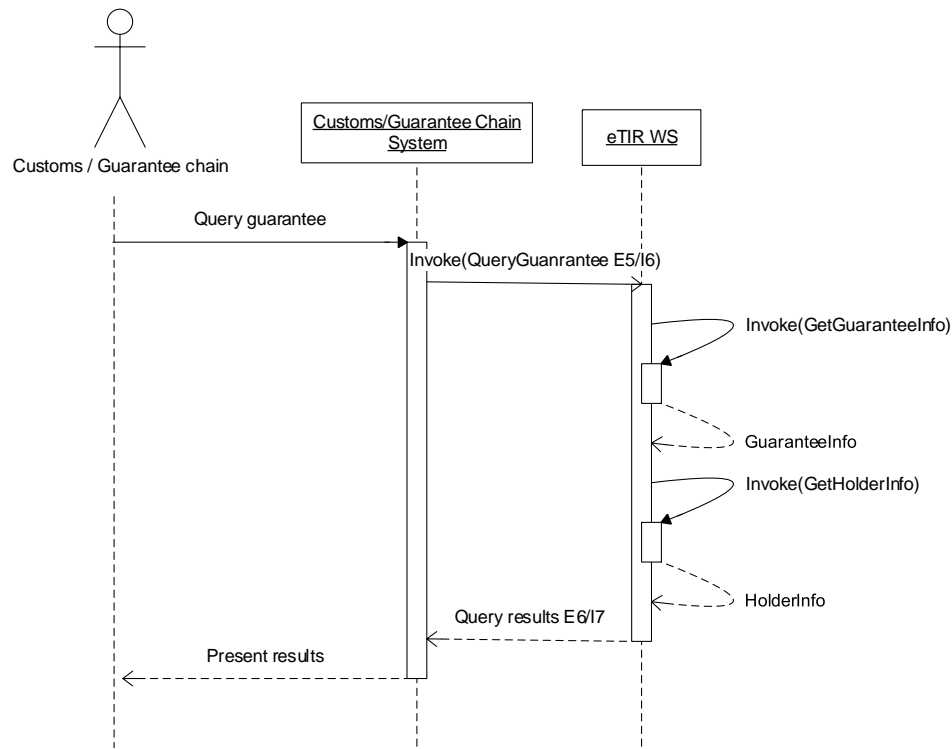 Customs/Guarantee Chain
System
eTIR WS
Customs / Guarantee chain
Query guarantee
Invoke(QueryGuanrantee E5/I6)
Invoke(GetGuaranteeInfo)
GuaranteeInfo
Invoke(GetHolderInfo)
HolderInfo
Query results E6/I7
Present results